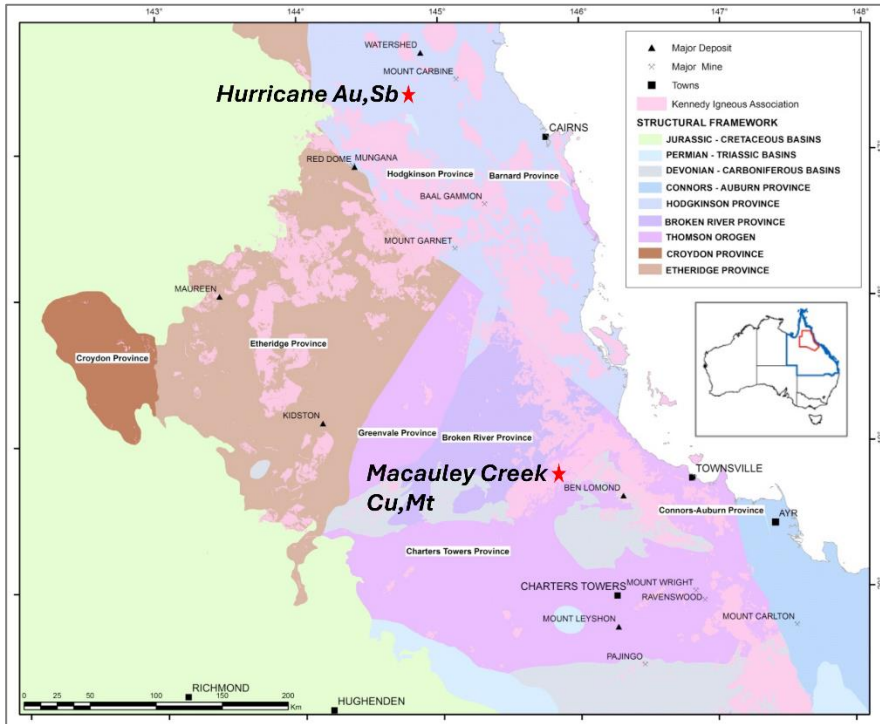 143°
144°
145°
146°
147°
148°
WATERSHED
MOUNT CARBINE
Hurricane Au,Sb
CAIRNS
RED DOME
MUNGANA
Hodgkinson Province
Barnard Province
BAAL GAMMON
MOUNT GARNET
MAUREEN
Croydon Province
Etheridge Province
KIDSTON
Greenvale Province
Broken River Province
Macauley Creek
Cu,Mt
BEN LOMOND
TOWNSVILLE
Connors-Auburn Province
AYR
Charters Towers Province
CHARTERS TOWERS
MOUNT WRIGHT
RAVENSWOOD
MOUNT LEYSHON
MOUNT CARLTON
PAJINGO
RICHMOND
HUGHENDEN
0 25 50 100 150 200
Km
Major Deposit
Major Mine
Towns
Kennedy Igneous Association
STRUCTURAL FRAMEWORK
JURASSIC - CRETACEOUS BASINS
PERMIAN - TRIASSIC BASINS
DEVONIAN - CARBONIFEROUS BASINS
CONNORS - AUBURN PROVINCE
HODGKINSON PROVINCE
BROKEN RIVER PROVINCE
THOMSON OROGEN
CROYDON PROVINCE
ETHERIDGE PROVINCE